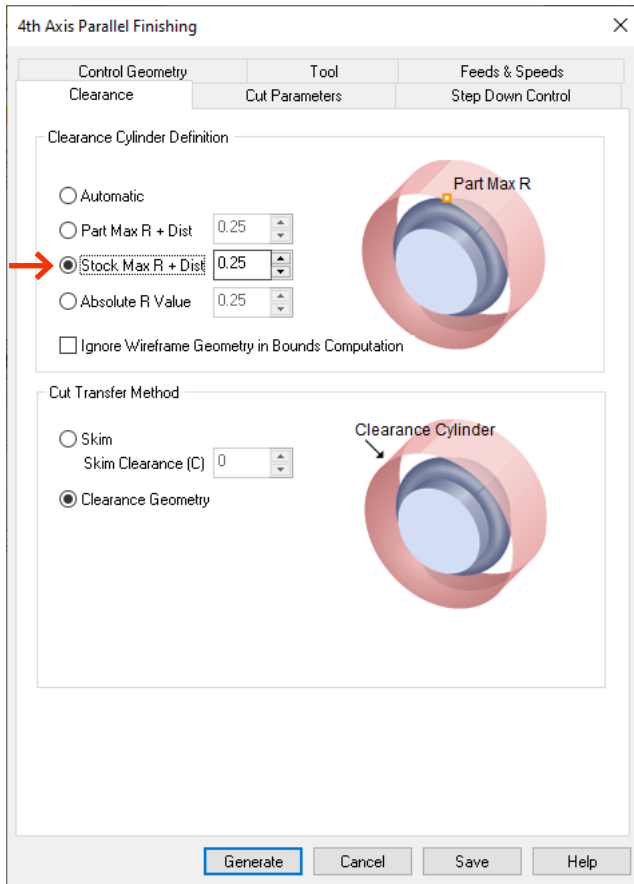 4th Axis Parallel Finishing
Control Geometry
Tool
Feeds & Speeds
Clearance
Cut Parameters
Step Down Control
Clearance Cylinder Definition
Automatic
Part Max R + Dist 0.25
Stock Max R + Dist 0.25
Absolute R Value 0.25
Ignore Wireframe Geometry in Bounds Computation
Part Max R
Cut Transfer Method
Skim
Skim Clearance (C) 0
Clearance Geometry
Clearance Cylinder
Generate
Cancel
Save
Help